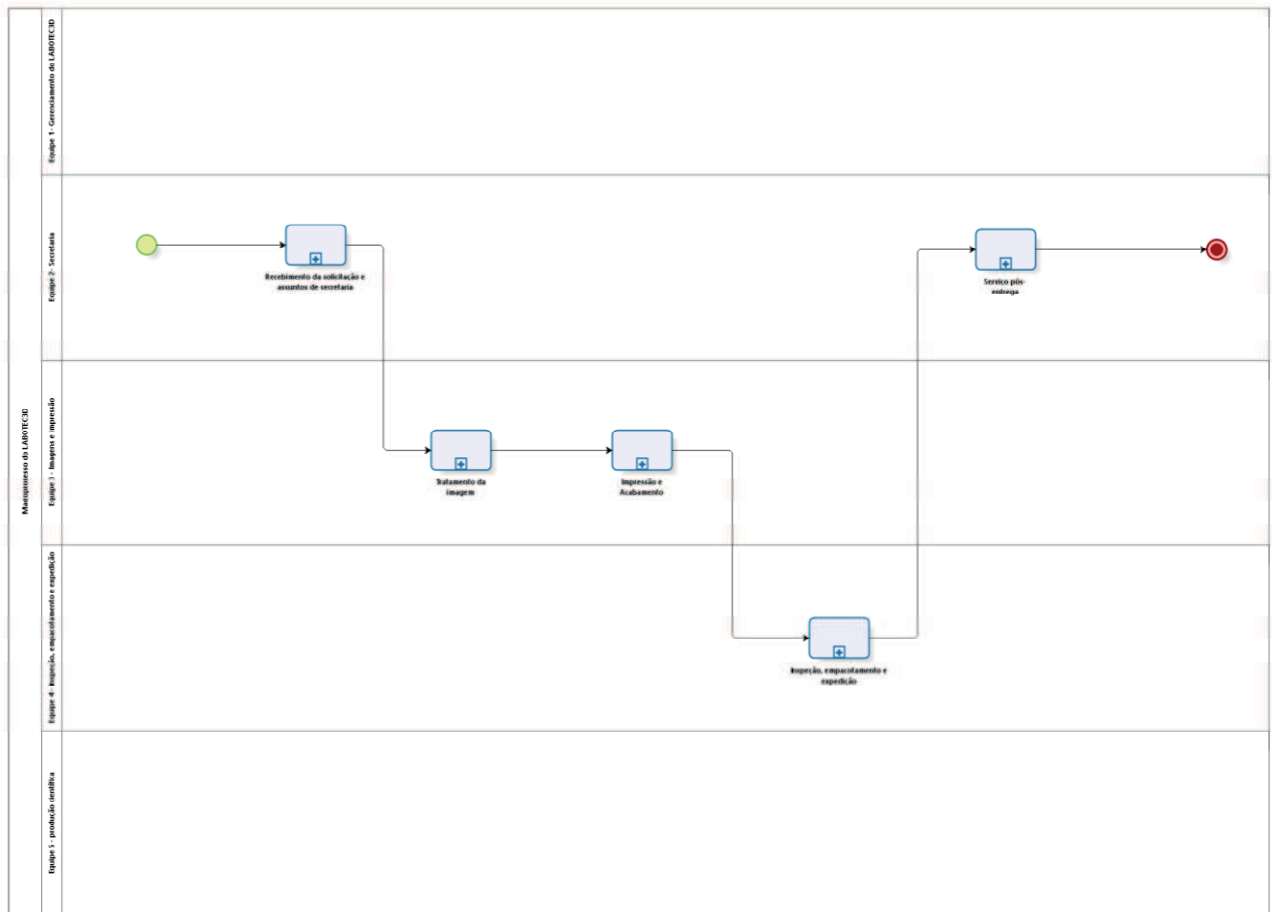 Macroprocesso do LABOTEC3D
Equipe 1- Gerenciamento do LABOTEC3D
Equipe 2- Secretaria
Recebimento da solicitação e
assuntos de secretaria
Serviço pós-
entrega
Equipe 3 - Imagens e impressão
Tratamento da
imagem
Impressão e
Acabamento
Equipe 4 - Inspeção, empacotamento e expedição
Inspeção, empacotamento e
expedição
Equipe 5 - produção científica